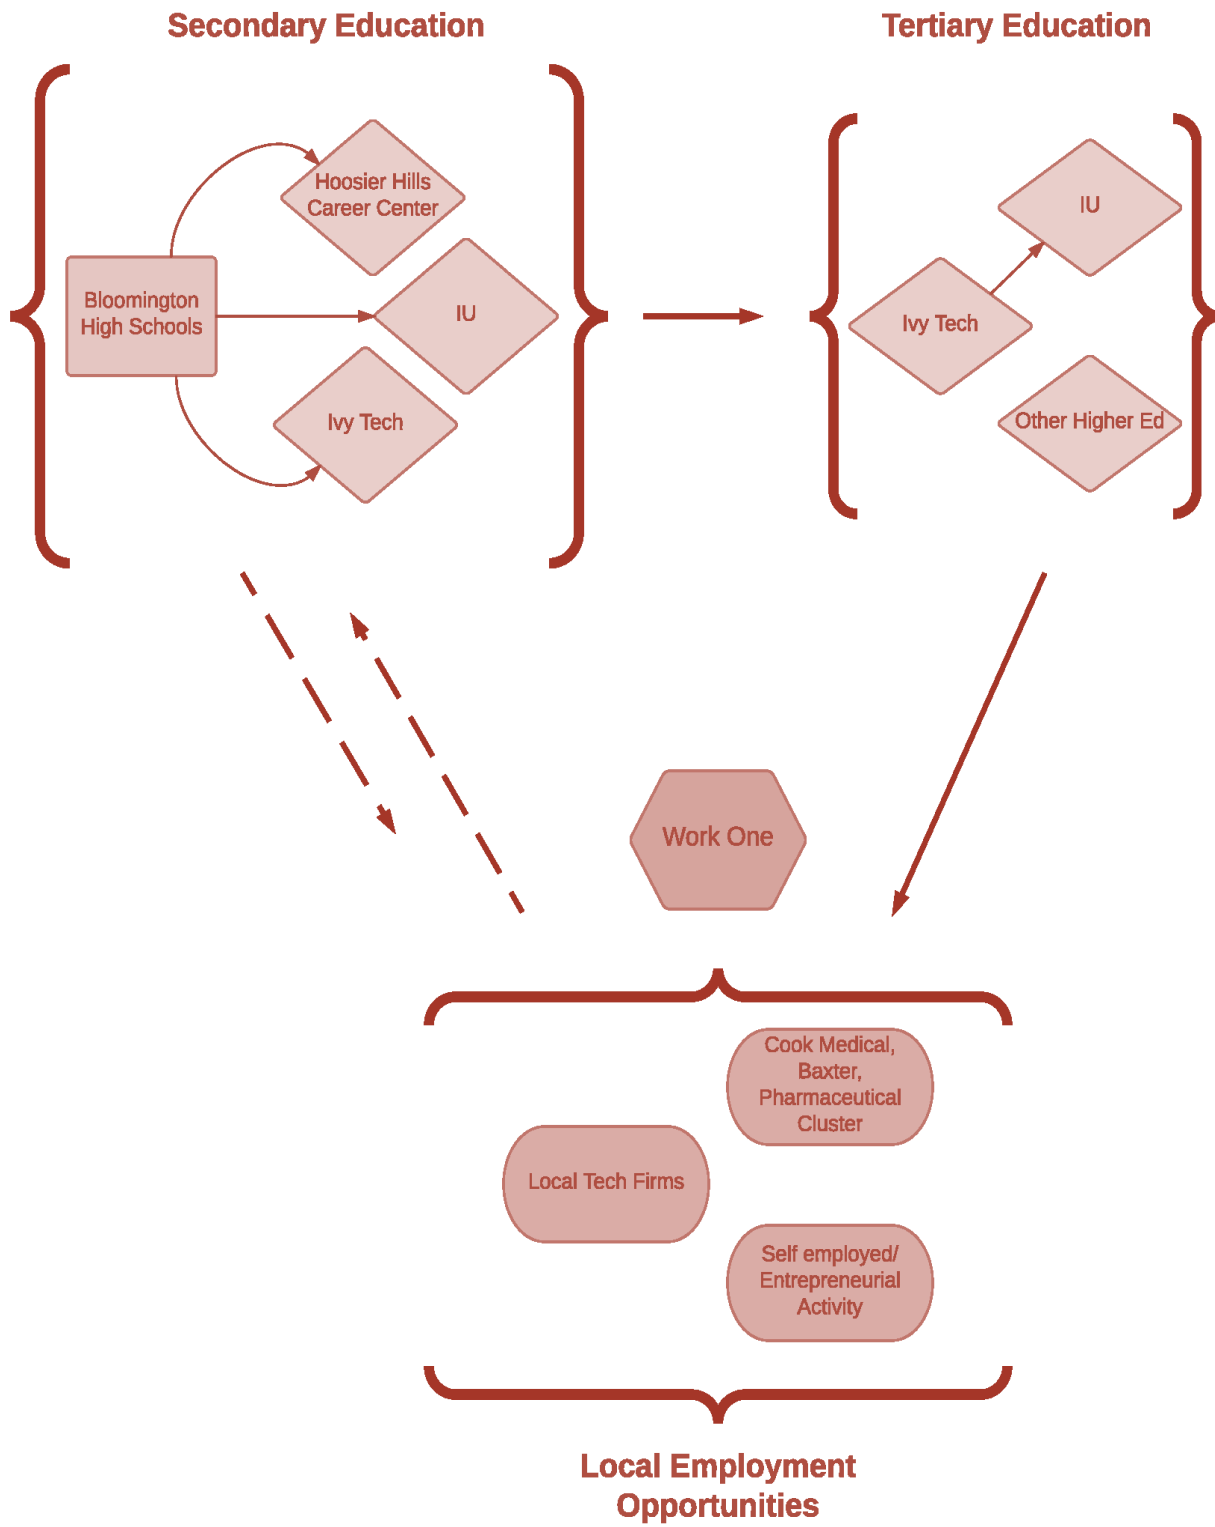 Secondary Education
Tertiary Education
Hoosier Hills
Career Center
Bloomington
High Schools
IU
Ivy Tech
IU
Ivy Tech
Other Higher Ed
Work One
Cook Medical,
Baxter,
Pharmaceutical
Cluster
Local Tech Firms
Self employed/
Entrepreneurial
Activity
Local Employment
Opportunities